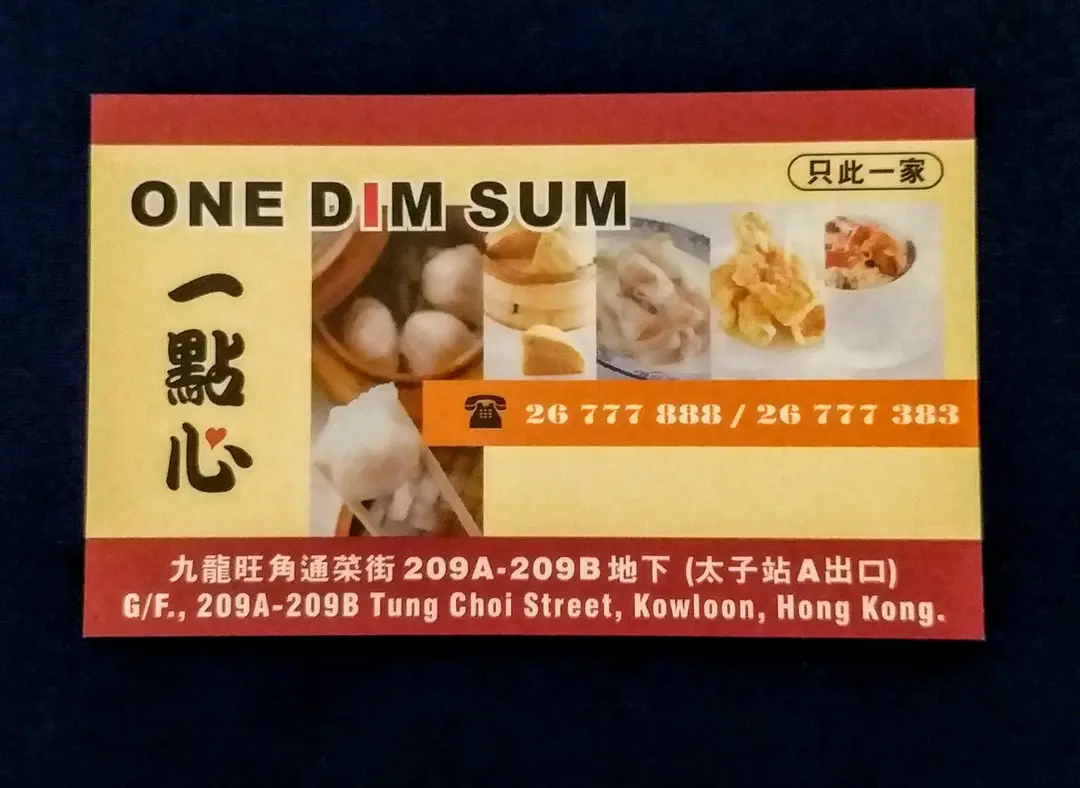 只此一家
ONE DIM SUM
一點心
26 777 888 / 26 777 383
九龍旺角通菜街 209A-209B 地下 (太子站A出口)
G/F., 209A-209B Tung Choi Street, Kowloon, Hong Kong.